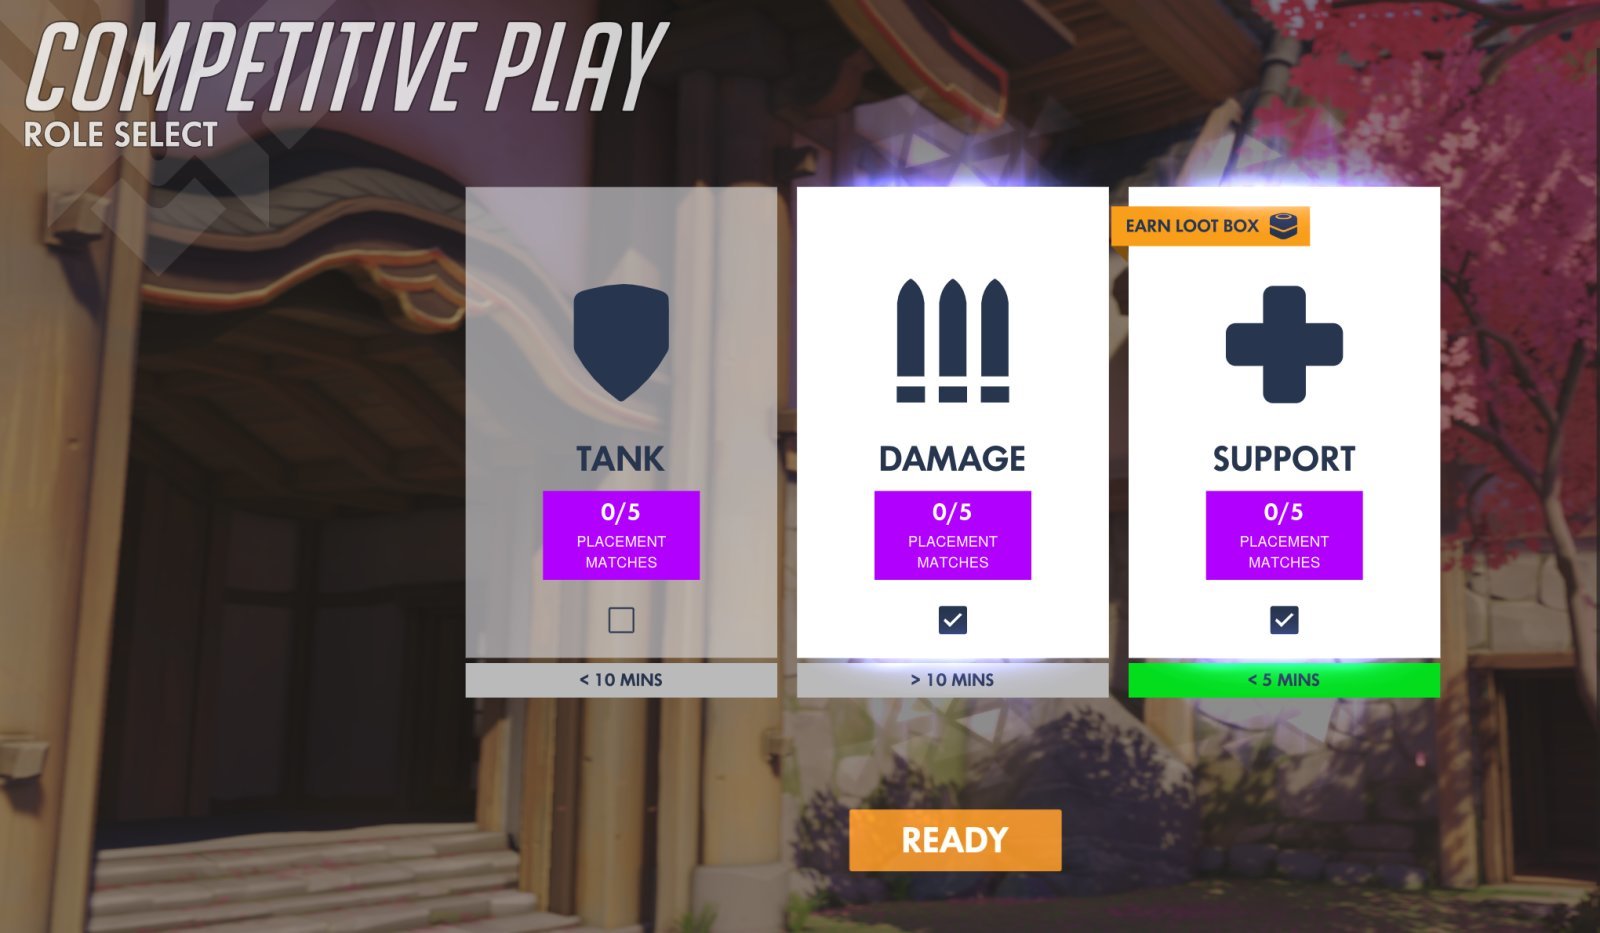 COMPETITIVE PLAY
ROLE SELECT
EARN LOOT BOX
TANK
0/5
PLACEMENT
MATCHES
< 10 MINS
DAMAGE
0/5
PLACEMENT
MATCHES
> 10 MINS
SUPPORT
0/5
PLACEMENT
MATCHES
< 5 MINS
READY